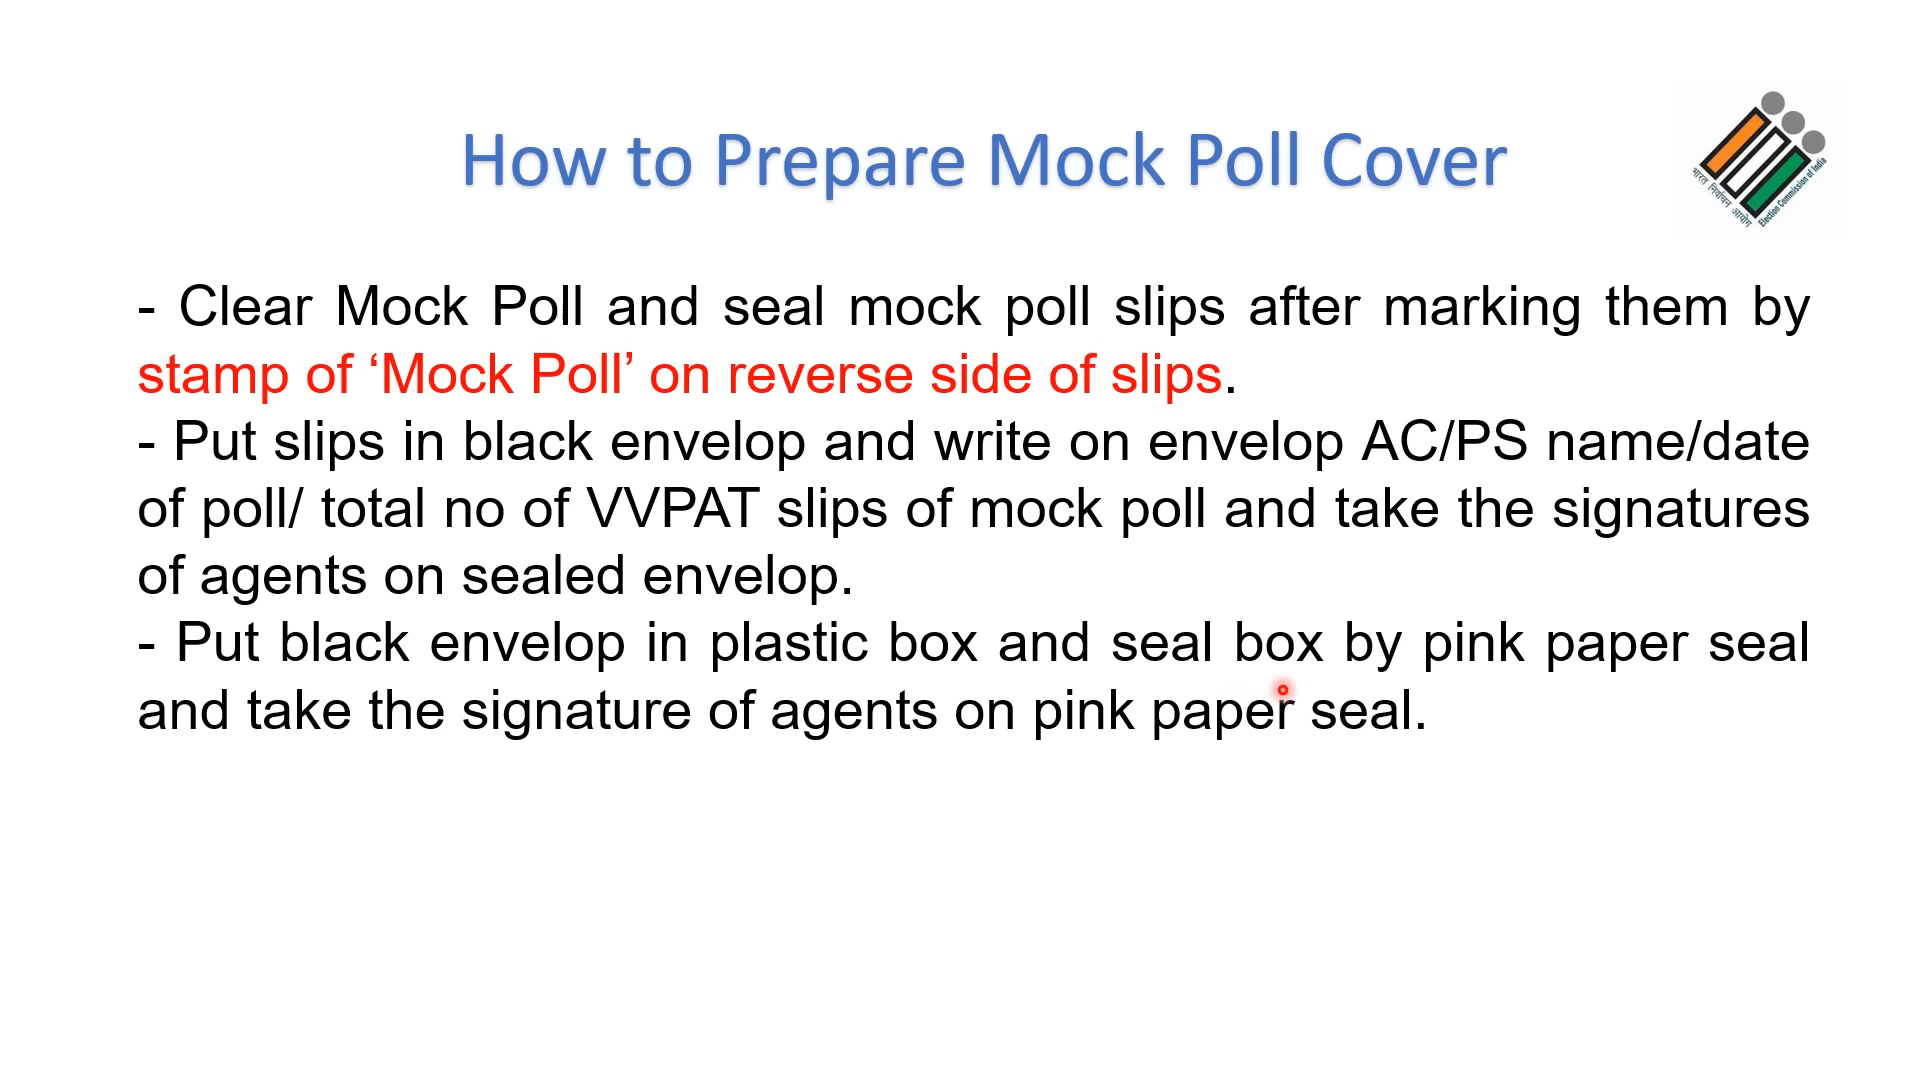 How to Prepare Mock Poll Cover
भारत निर्वाचन आयोग
Election Commission of India
- Clear Mock Poll and seal mock poll slips after marking them by
stamp of ‘Mock Poll’ on reverse side of slips.
- Put slips in black envelop and write on envelop AC/PS name/date
of poll/ total no of VVPAT slips of mock poll and take the signatures
of agents on sealed envelop.
- Put black envelop in plastic box and seal box by pink paper seal
and take the signature of agents on pink paper seal.